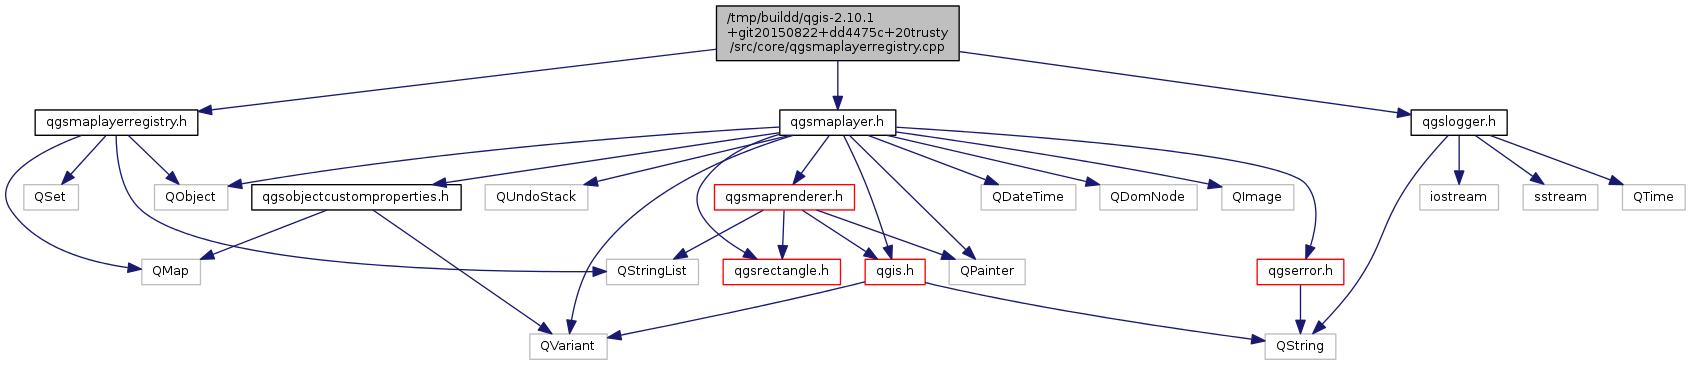 /tmp/buildd/qgis-2.10.1
+git20150822+dd4475c+20trusty
/src/core/qgsmaplayerregistry.cpp
qgsmaplayerregistry.h
qgsmaplayer.h
qgslogger.h
QSet
QObject
qgsobjectcustomproperties.h
QUndoStack
qgsmaprenderer.h
QDateTime
QDomNode
QImage
iostream
sstream
QTime
QMap
QStringList
qgsrectangle.h
qgis.h
QPainter
qgserror.h
QVariant
QString